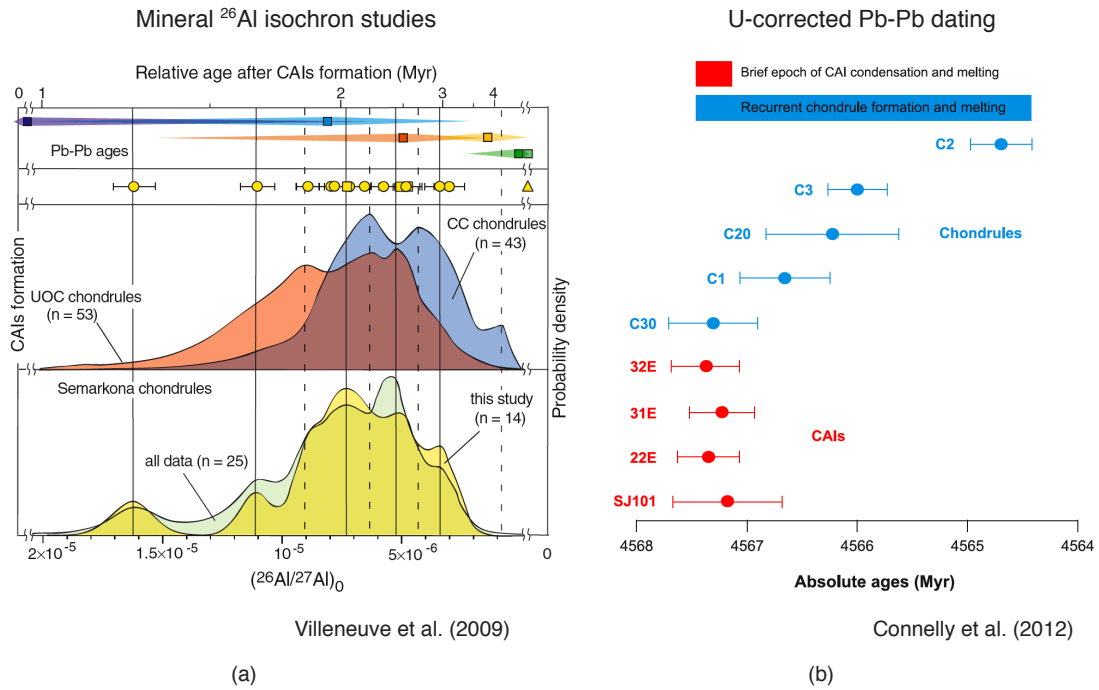 Mineral ²⁶Al isochron studies
Relative age after CAIs formation (Myr)
0 1 2 3 4
Pb-Pb ages
CAIs formation
Probability density
CC chondrules
(n = 43)
UOC chondrules
(n = 53)
Semarkona chondrules
this study
(n = 14)
all data (n = 25)
2×10⁻⁵ 1.5×10⁻⁵ 10⁻⁵ 5×10⁻⁶ 0
(²⁶Al/²⁷Al)₀
Villeneuve et al. (2009)
(a)
U-corrected Pb-Pb dating
Brief epoch of CAI condensation and melting
Recurrent chondrule formation and melting
C2
C3
C20
Chondrules
C1
C30
32E
31E
CAIs
22E
SJ101
4568 4567 4566 4565 4564
Absolute ages (Myr)
Connelly et al. (2012)
(b)